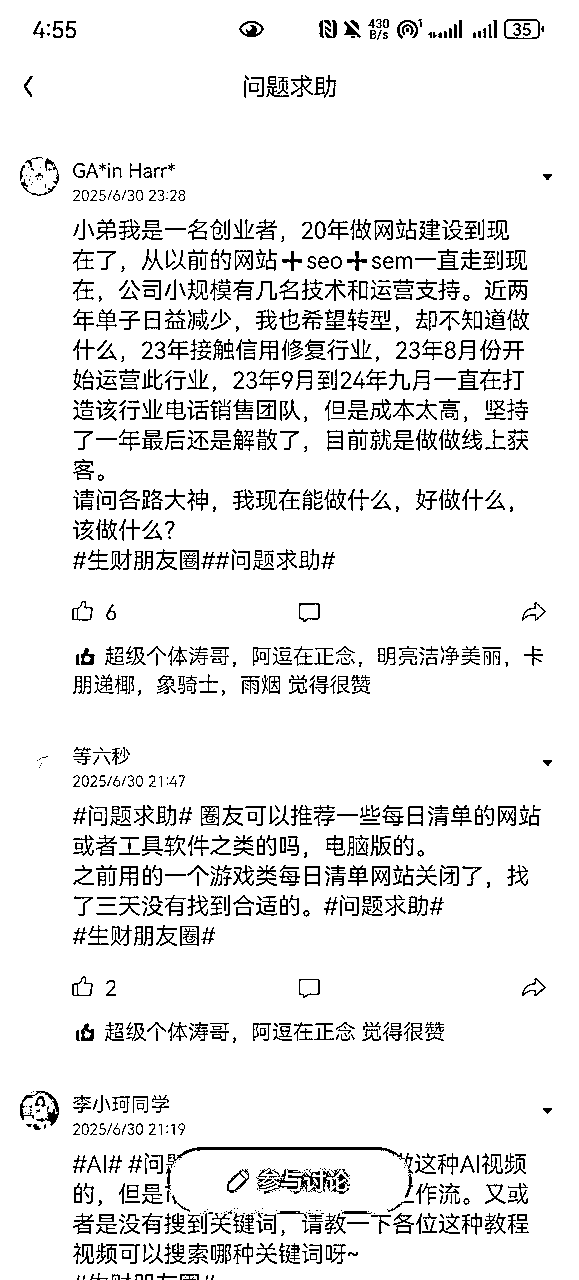 4:55
430 B/s
35
问题求助
GA*in Harr*
2025/6/30 23:28
小弟我是一名创业者，20年做网站建设到现
在了，从以前的网站➕seo➕sem一直走到现
在，公司小规模有几名技术和运营支持。近两
年单子日益减少，我也希望转型，却不知道做
什么，23年接触信用修复行业，23年8月份开
始运营此行业，23年9月到24年九月一直在打
造该行业电话销售团队，但是成本太高，坚持
了一年最后还是解散了，目前就是做做线上获
客。
请问各路大神，我现在能做什么，好做什么，
该做什么？
#生财朋友圈##问题求助#
6
超级个体涛哥，阿逗在正念，明亮洁净美丽，卡
朋递椰，象骑士，雨烟 觉得很赞
等六秒
2025/6/30 21:47
#问题求助# 圈友可以推荐一些每日清单的网站
或者工具软件之类的吗，电脑版的。
之前用的一个游戏类每日清单网站关闭了，找
了三天没有找到合适的。#问题求助#
#生财朋友圈#
2
超级个体涛哥，阿逗在正念 觉得很赞
李小珂同学
2025/6/30 21:19
#AI# #问 这种AI视频
参与讨论
的，但是 作流。又或
者是没有搜到关键词，请教一下各位这种教程
视频可以搜索哪种关键词呀~
#生财朋友圈#